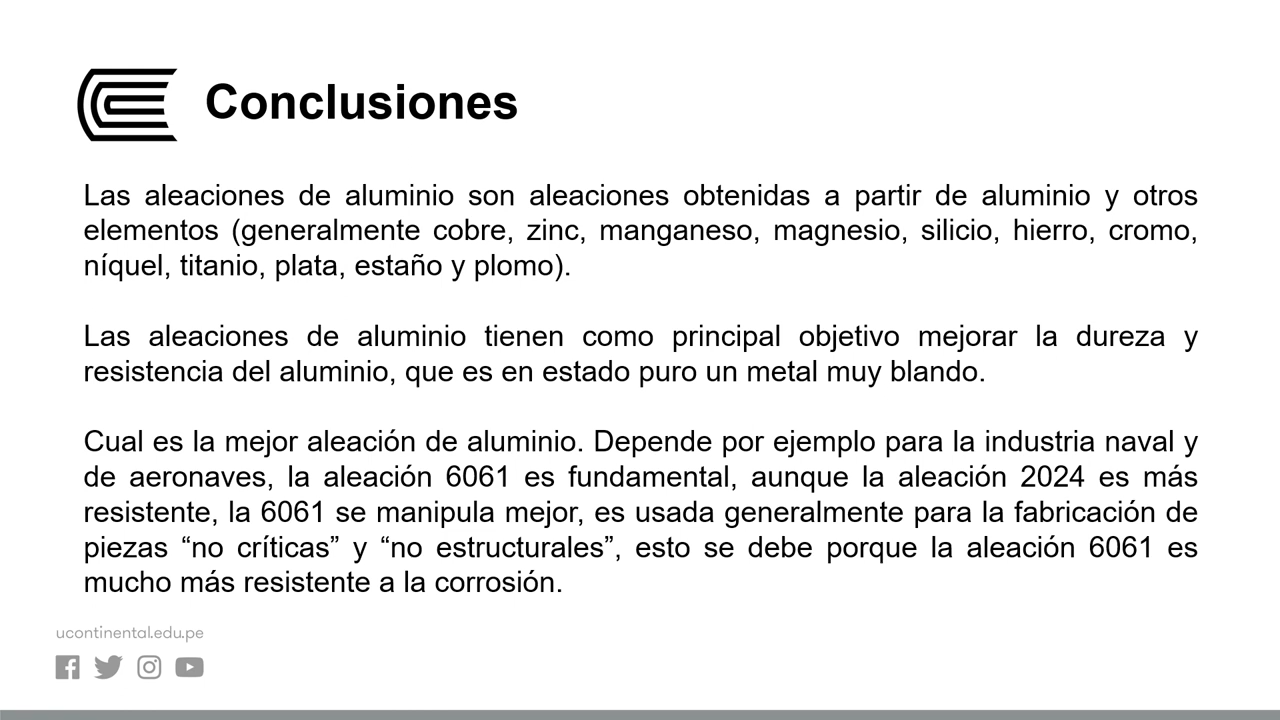 Conclusiones
Las aleaciones de aluminio son aleaciones obtenidas a partir de aluminio y otros
elementos (generalmente cobre, zinc, manganeso, magnesio, silicio, hierro, cromo,
níquel, titanio, plata, estaño y plomo).
Las aleaciones de aluminio tienen como principal objetivo mejorar la dureza y
resistencia del aluminio, que es en estado puro un metal muy blando.
Cual es la mejor aleación de aluminio. Depende por ejemplo para la industria naval y
de aeronaves, la aleación 6061 es fundamental, aunque la aleación 2024 es más
resistente, la 6061 se manipula mejor, es usada generalmente para la fabricación de
piezas “no críticas” y “no estructurales”, esto se debe porque la aleación 6061 es
mucho más resistente a la corrosión.
ucontinental.edu.pe